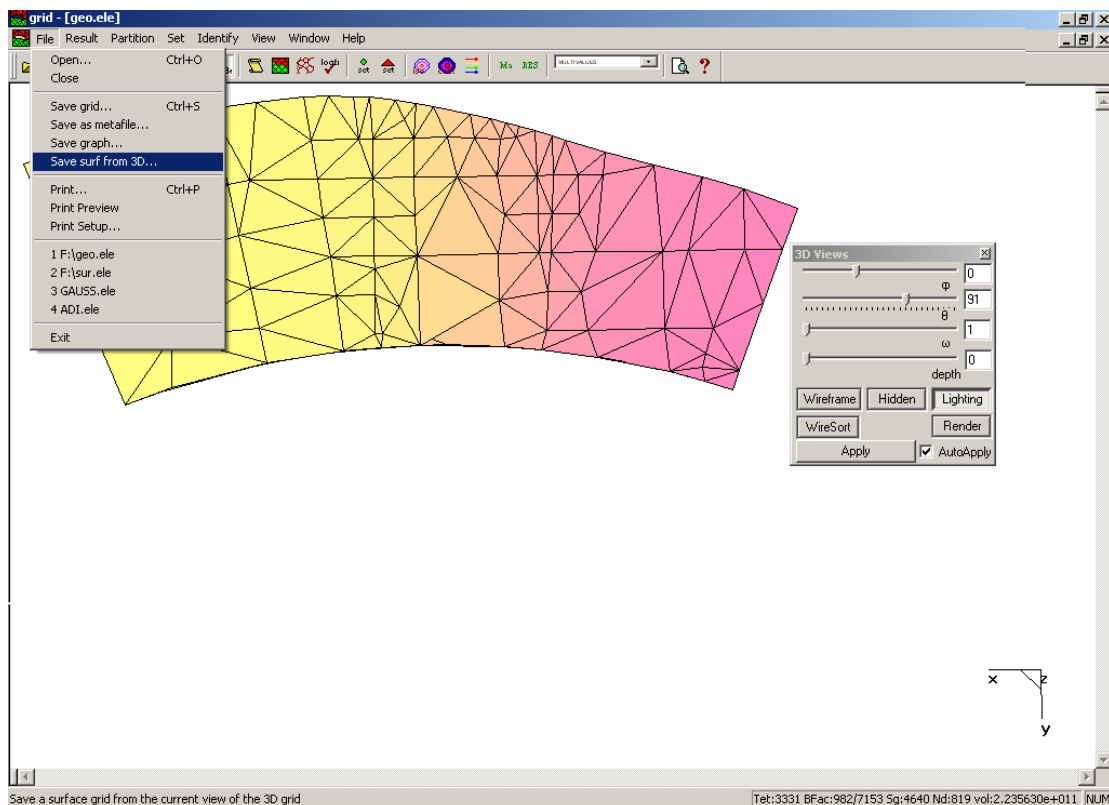 grid - [geo.ele]
File Result Partition Set Identify View Window Help
Open... Ctrl+O
Close
Save grid... Ctrl+S
Save as metafile...
Save graph...
Save surf from 3D...
Print... Ctrl+P
Print Preview
Print Setup...
1 F:\geo.ele
2 F:\sur.ele
3 GAUSS.ele
4 ADI.ele
Exit
logh set set Ma RES MULTIVALUES ?
3D Views
0
φ
91
θ
1
ω
0
depth
Wireframe Hidden Lighting
WireSort Render
Apply AutoApply
x z
y
Save a surface grid from the current view of the 3D grid
Tet:3331 BFac:982/7153 Sg:4640 Nd:819 vol:2.235630e+011 NUM